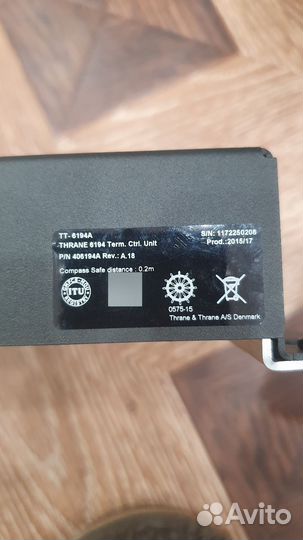 TT- 6194A
S/N: 1172250208
THRANE 6194 Term. Ctrl. Unit
Prod.:2015/17
P/N 406194A Rev.: A.18
Compass Safe distance : 0.2m
ITU
0575-15
Thrane & Thrane A/S Denmark
Avito